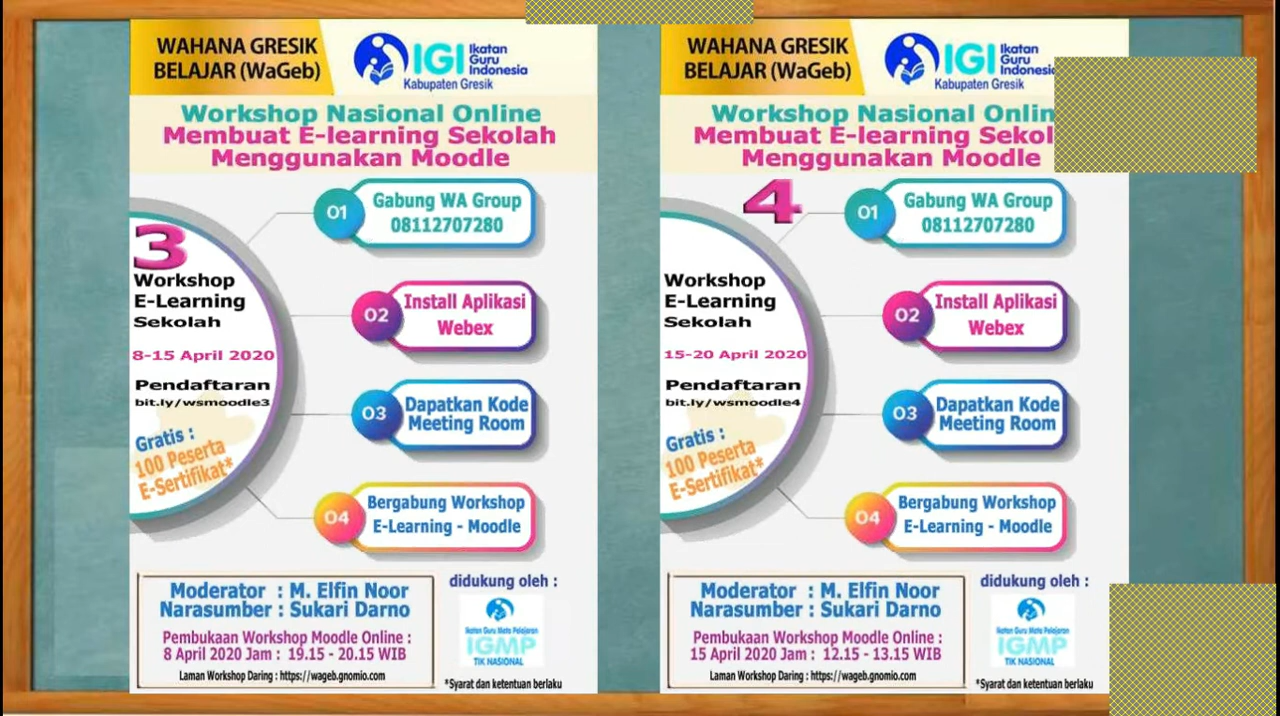 WAHANA GRESIK
BELAJAR (WaGeb)
IGI Ikatan
Guru
Indonesia
Kabupaten Gresik
Workshop Nasional Online
Membuat E-learning Sekolah
Menggunakan Moodle
01 Gabung WA Group
08112707280
3
Workshop
E-Learning
Sekolah
02 Install Aplikasi
Webex
8-15 April 2020
Pendaftaran
bit.ly/wsmoodle3
03 Dapatkan Kode
Meeting Room
Gratis :
100 Peserta
E-Sertifikat*
04 Bergabung Workshop
E-Learning - Moodle
Moderator : M. Elfin Noor
Narasumber : Sukari Darno
Pembukaan Workshop Moodle Online :
8 April 2020 Jam : 19.15 - 20.15 WIB
Laman Workshop Daring : https://wageb.gnomio.com
didukung oleh :
Ikatan Guru Mata Pelajaran
IGMP
TIK NASIONAL
*Syarat dan ketentuan berlaku
WAHANA GRESIK
BELAJAR (WaGeb)
IGI Ikatan
Guru
Kabupaten Gresik
Workshop Nasional
Membuat E-learning
Menggunakan Moodle
4
01 Gabung WA Group
08112707280
Workshop
E-Learning
Sekolah
02 Install Aplikasi
Webex
15-20 April 2020
Pendaftaran
bit.ly/wsmoodle4
03 Dapatkan Kode
Meeting Room
Gratis :
100 Peserta
E-Sertifikat*
04 Bergabung Workshop
E-Learning - Moodle
Moderator : M. Elfin Noor
Narasumber : Sukari Darno
Pembukaan Workshop Moodle Online :
15 April 2020 Jam : 12.15 - 13.15 WIB
Laman Workshop Daring : https://wageb.gnomio.com
didukung oleh :
Ikatan Guru Mata Pelajaran
IGMP
TIK NASIONAL
*Syarat dan ketentuan berlaku